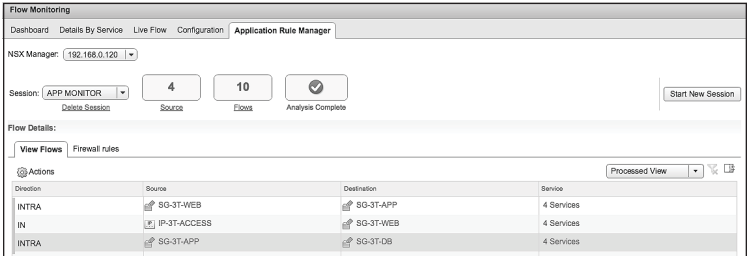 Flow Monitoring
Dashboard Details By Service Live Flow Configuration Application Rule Manager
NSX Manager: 192.168.0.120
Session: APP MONITOR 4 10 Start New Session
Delete Session Source Flows Analysis Complete
Flow Details:
View Flows Firewall rules
Actions Processed View
Direction Source Destination Service
INTRA SG-3T-WEB SG-3T-APP 4 Services
IN IP-3T-ACCESS SG-3T-WEB 4 Services
INTRA SG-3T-APP SG-3T-DB 4 Services